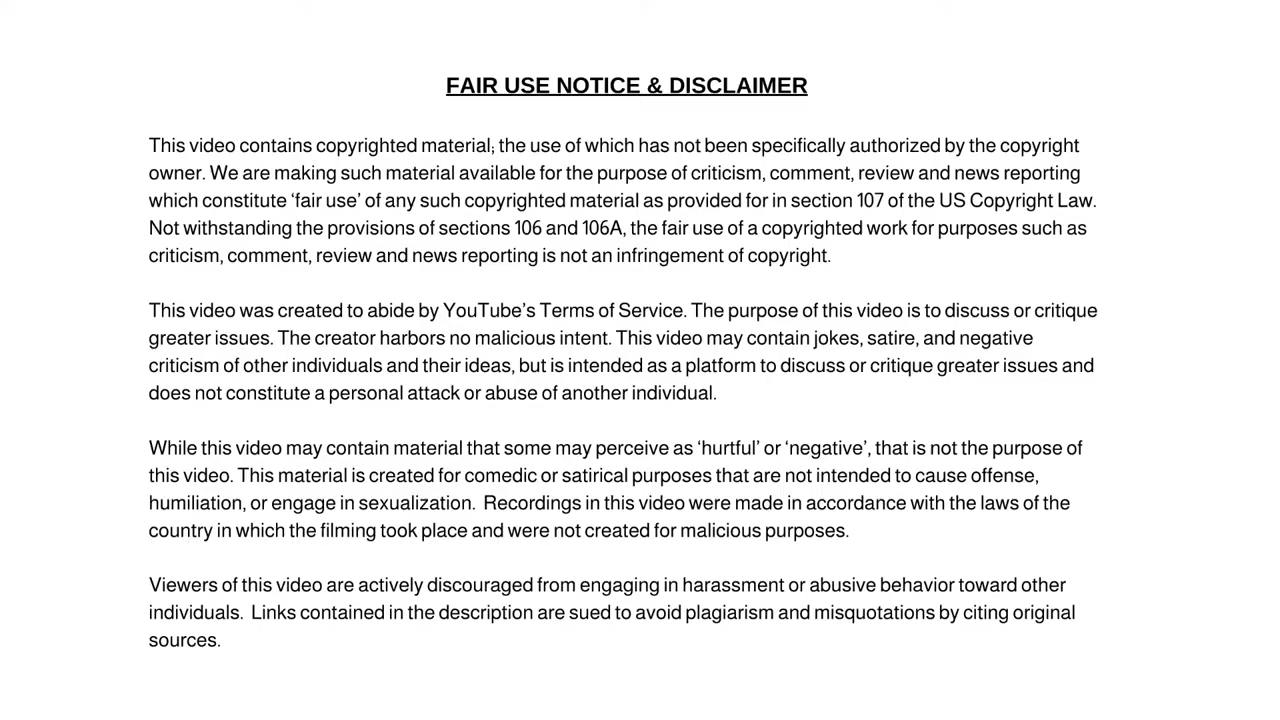 FAIR USE NOTICE & DISCLAIMER
This video contains copyrighted material; the use of which has not been specifically authorized by the copyright
owner. We are making such material available for the purpose of criticism, comment, review and news reporting
which constitute ‘fair use’ of any such copyrighted material as provided for in section 107 of the US Copyright Law.
Not withstanding the provisions of sections 106 and 106A, the fair use of a copyrighted work for purposes such as
criticism, comment, review and news reporting is not an infringement of copyright.
This video was created to abide by YouTube’s Terms of Service. The purpose of this video is to discuss or critique
greater issues. The creator harbors no malicious intent. This video may contain jokes, satire, and negative
criticism of other individuals and their ideas, but is intended as a platform to discuss or critique greater issues and
does not constitute a personal attack or abuse of another individual.
While this video may contain material that some may perceive as ‘hurtful’ or ‘negative’, that is not the purpose of
this video. This material is created for comedic or satirical purposes that are not intended to cause offense,
humiliation, or engage in sexualization.  Recordings in this video were made in accordance with the laws of the
country in which the filming took place and were not created for malicious purposes.
Viewers of this video are actively discouraged from engaging in harassment or abusive behavior toward other
individuals.  Links contained in the description are sued to avoid plagiarism and misquotations by citing original
sources.